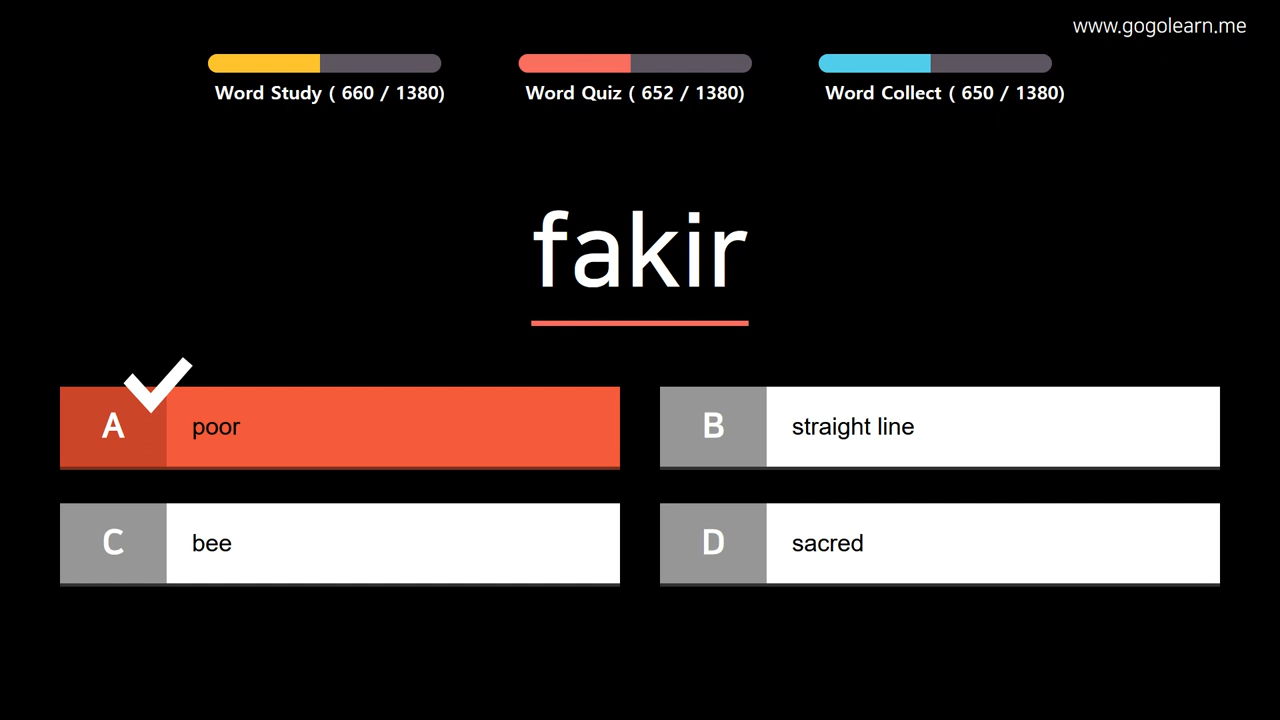 www.gogolearn.me
Word Study ( 660 / 1380)
Word Quiz ( 652 / 1380)
Word Collect ( 650 / 1380)
fakir
A poor
B straight line
C bee
D sacred